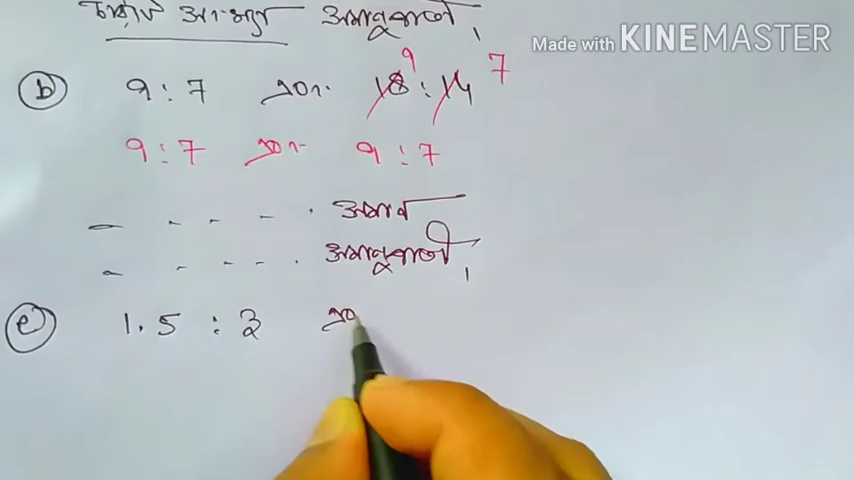 সংখ্যা সমানুপাতী।
Made with KINEMASTER
9
7
(b) 9 : 7 এবং 18 : 14
9 : 7 এবং 9 : 7
– - - - . সমান
– - - - . সমানুপাতী।
(e) 1.5 : 3